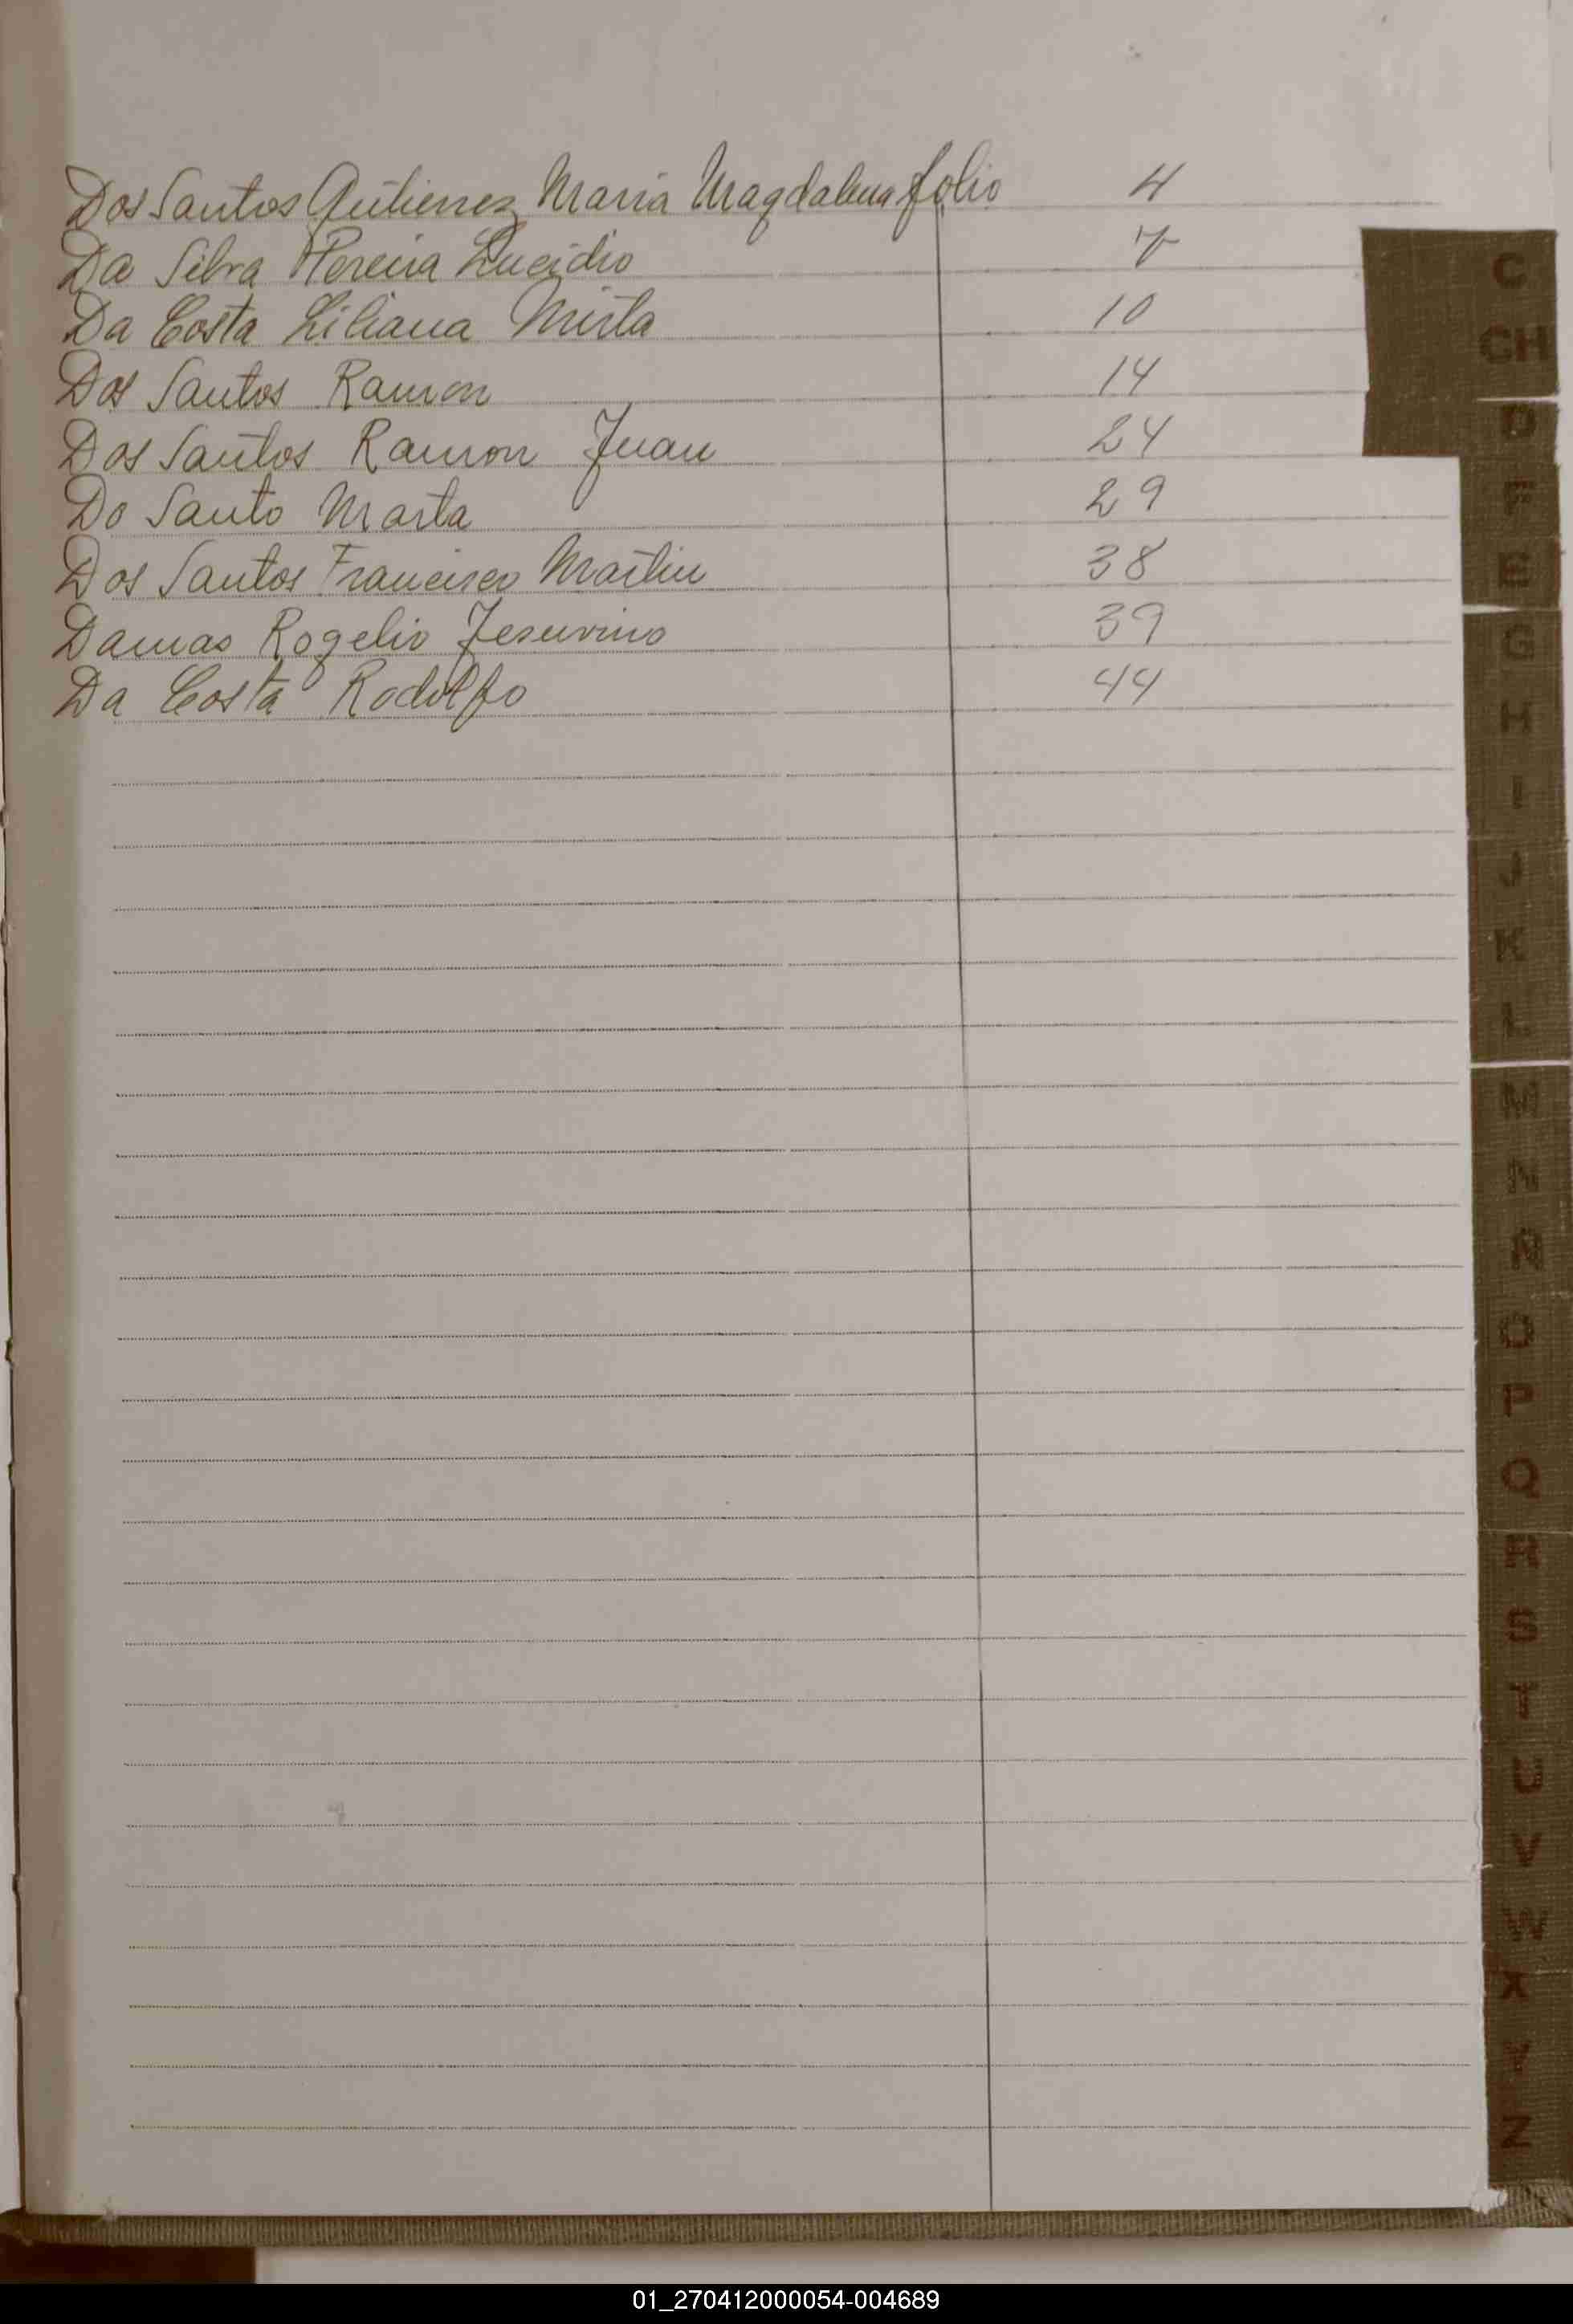 Dos Santos Gutierrez Maria Magdalena folio 4
Da Silva Pereira Lucidio 7
Da Costa Liliana Mirta 10
Dos Santos Ramon 14
Dos Santos Ramon Juan 24
Do Santo Marta 29
Dos Santos Francisco Martin 38
Damas Rogelio Jesuvino 39
Da Costa Rodolfo 44
C
CH
D
F
E
G
H
I
J
K
L
M
N
Ñ
O
P
Q
R
S
T
U
V
W
X
Y
Z
01_270412000054-004689